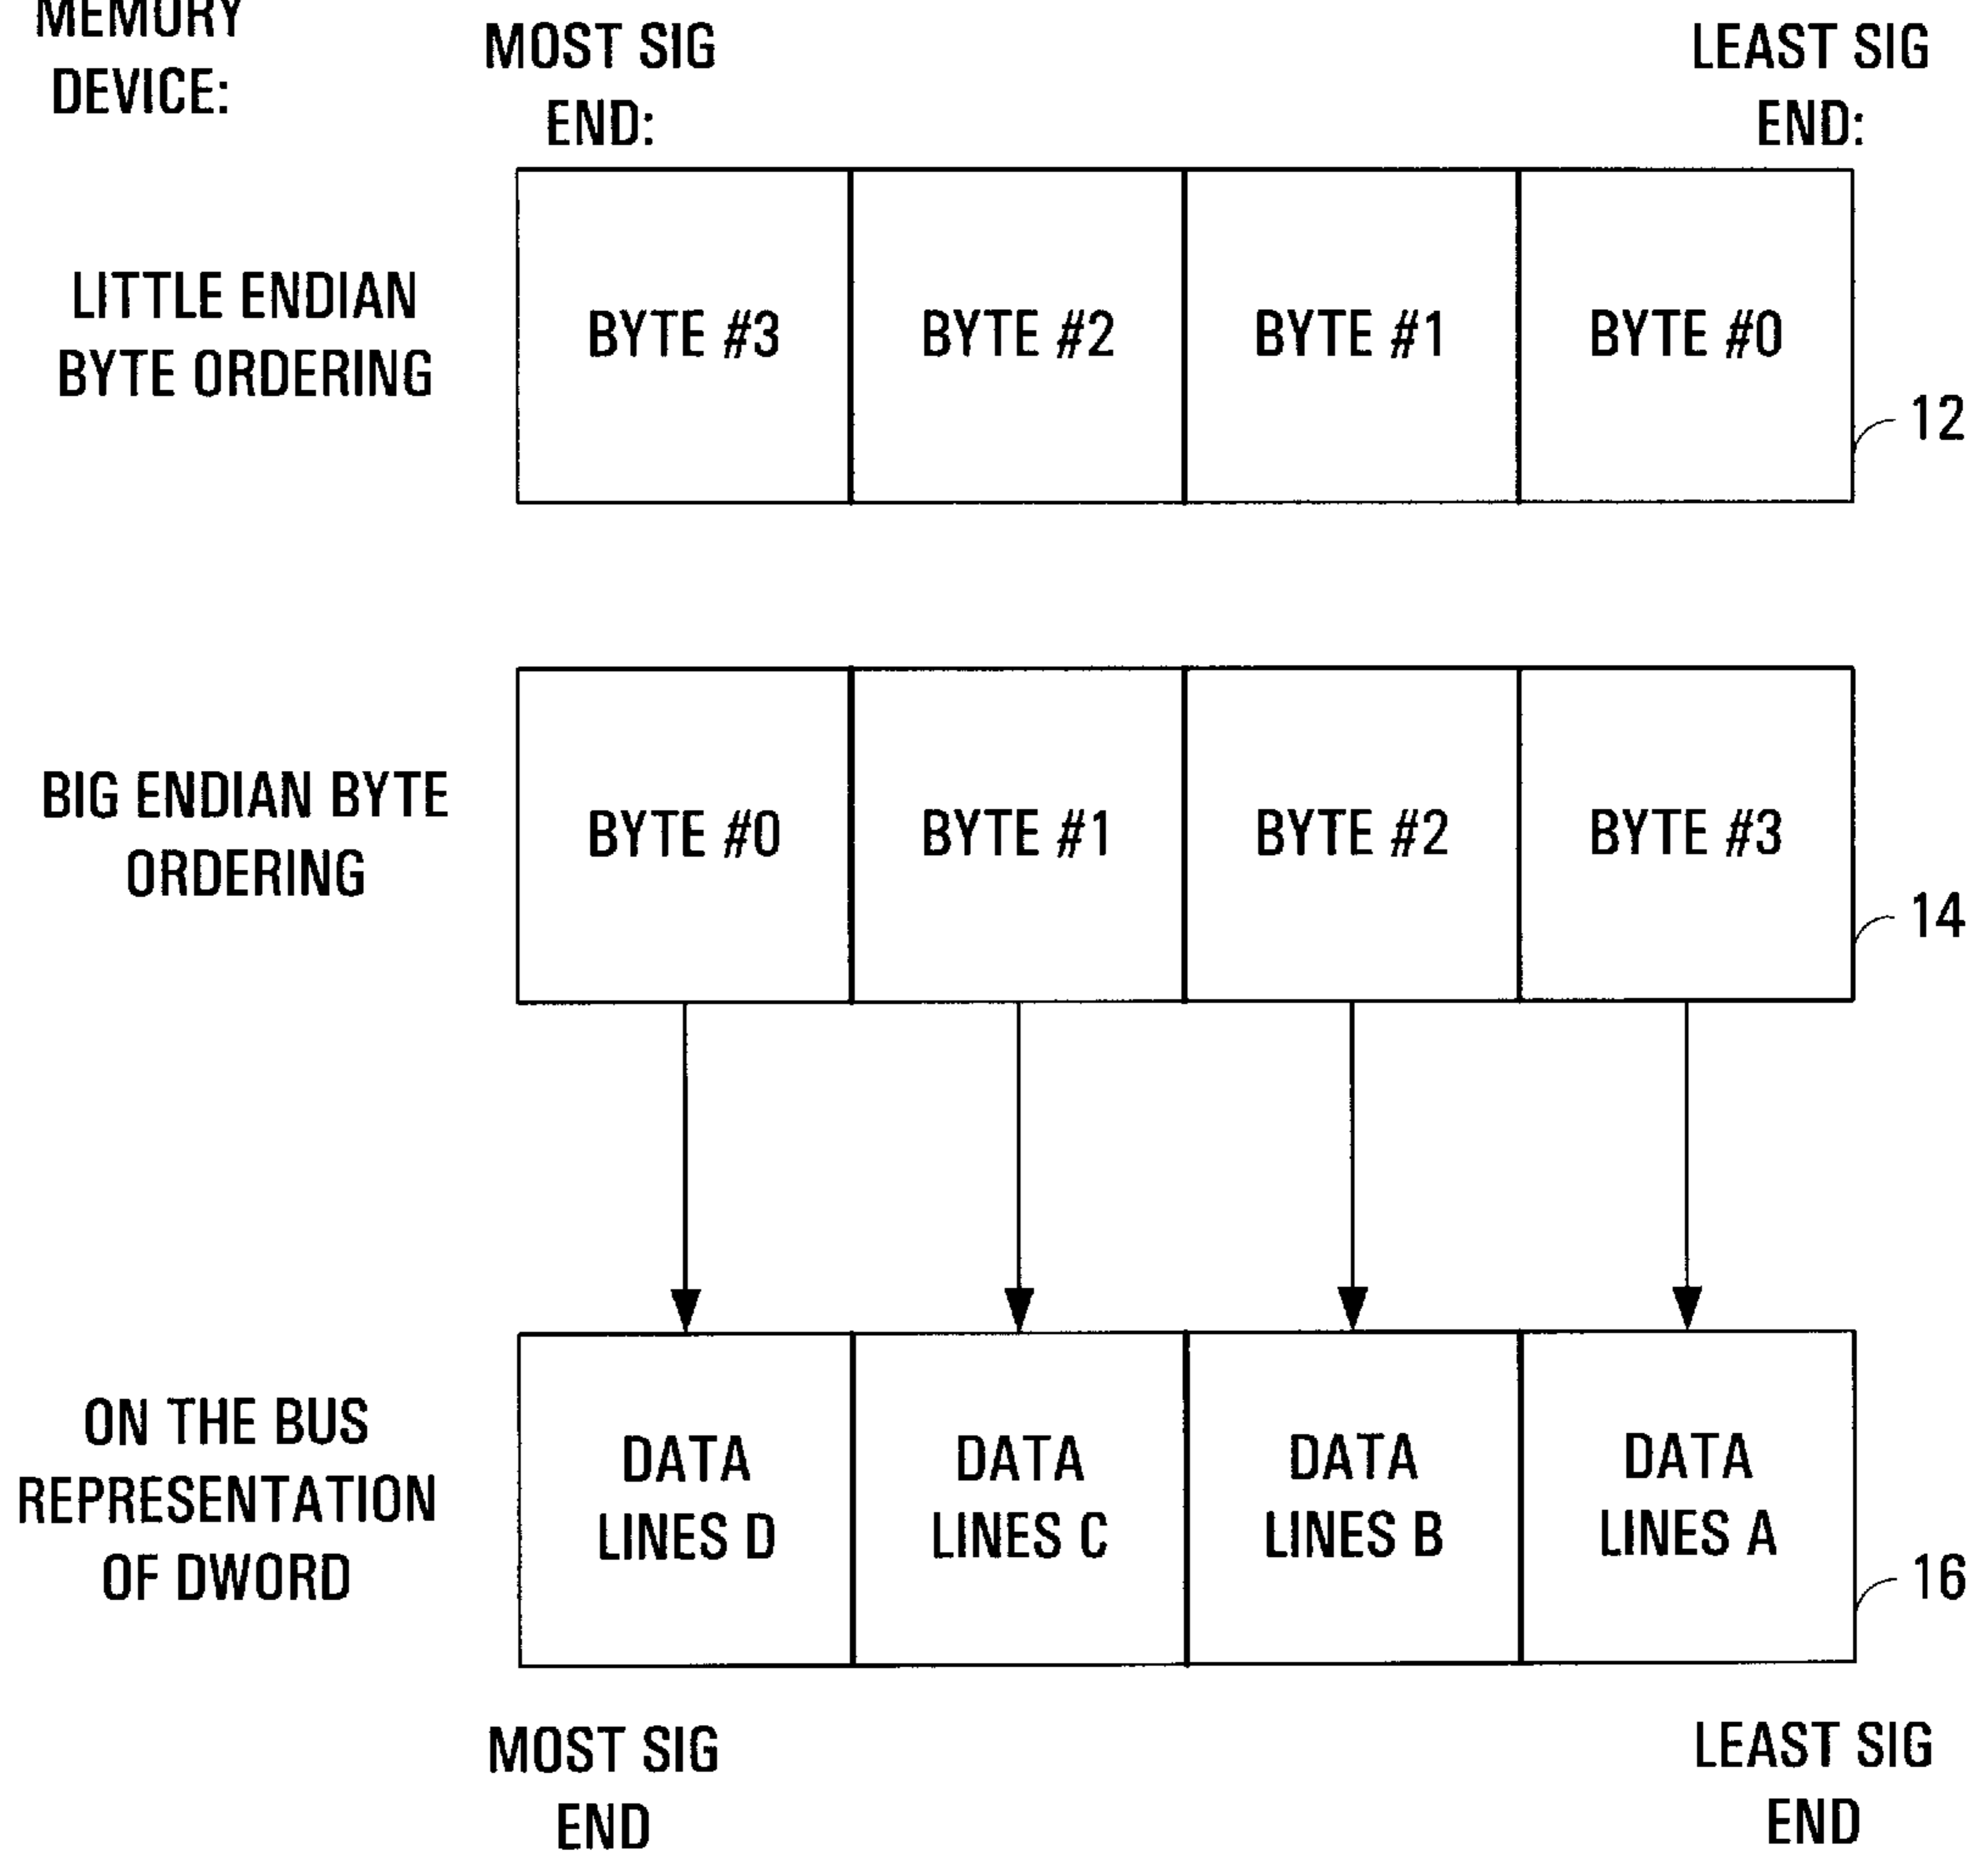 MEMORY
DEVICE:
MOST SIG
END:
LEAST SIG
END:
LITTLE ENDIAN
BYTE ORDERING
BYTE #3
BYTE #2
BYTE #1
BYTE #0
12
BIG ENDIAN BYTE
ORDERING
BYTE #0
BYTE #1
BYTE #2
BYTE #3
14
ON THE BUS
REPRESENTATION
OF DWORD
DATA
LINES D
DATA
LINES C
DATA
LINES B
DATA
LINES A
16
MOST SIG
END
LEAST SIG
END